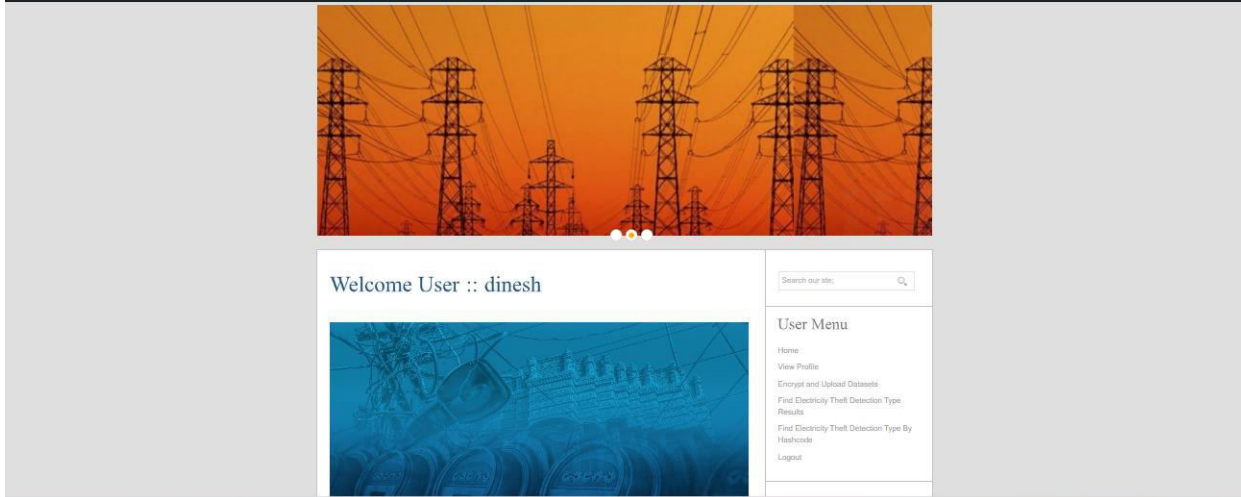 Welcome User :: dinesh
Search our site:
User Menu
Home
View Profile
Encrypt and Upload Datasets
Find Electricity Theft Detection Type
Results
Find Electricity Theft Detection Type By
Hashcode
Logout